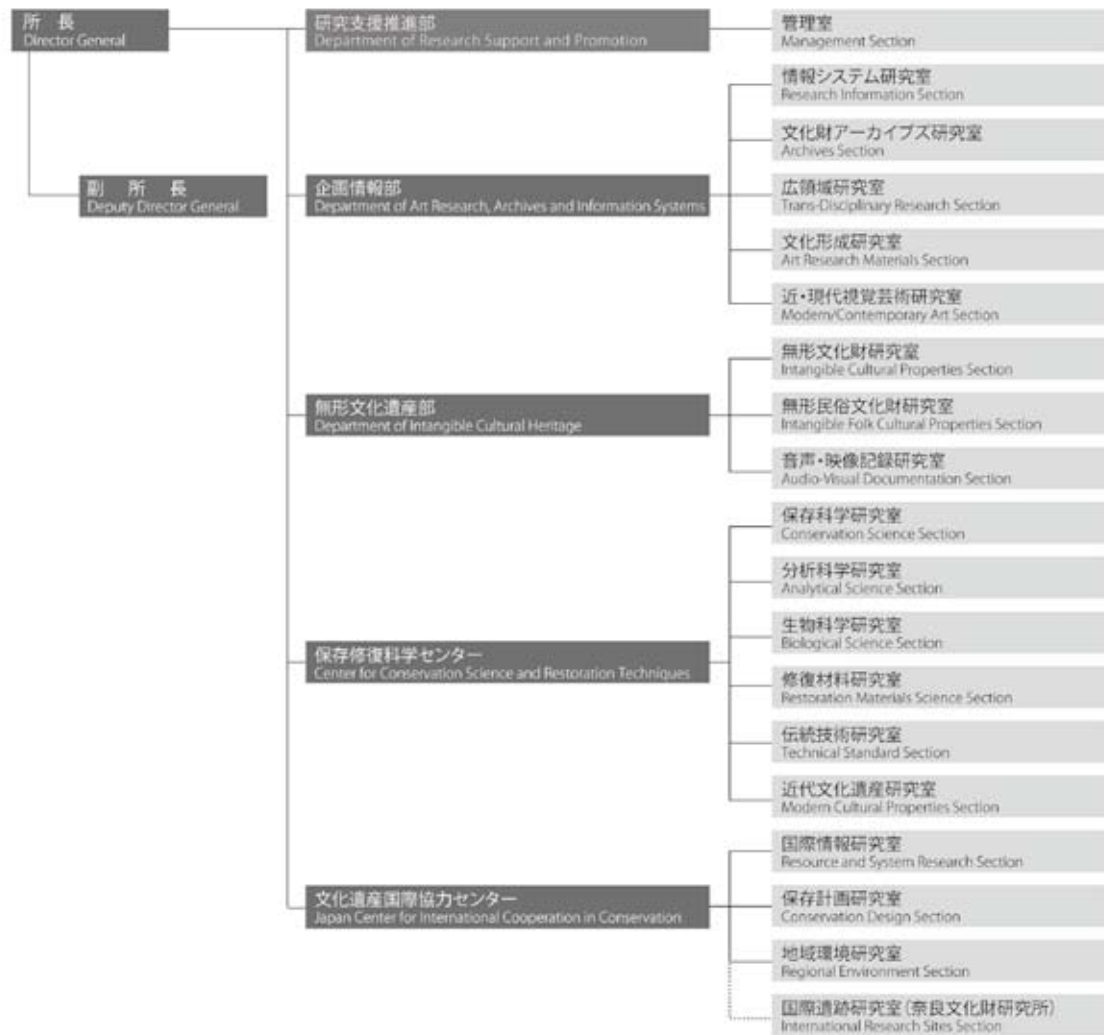 所　長
Director General
副　所　長
Deputy Director General
研究支援推進部
Department of Research Support and Promotion
管理室
Management Section
企画情報部
Department of Art Research, Archives and Information Systems
情報システム研究室
Research Information Section
文化財アーカイブズ研究室
Archives Section
広領域研究室
Trans-Disciplinary Research Section
文化形成研究室
Art Research Materials Section
近・現代視覚芸術研究室
Modern/Contemporary Art Section
無形文化遺産部
Department of Intangible Cultural Heritage
無形文化財研究室
Intangible Cultural Properties Section
無形民俗文化財研究室
Intangible Folk Cultural Properties Section
音声・映像記録研究室
Audio-Visual Documentation Section
保存修復科学センター
Center for Conservation Science and Restoration Techniques
保存科学研究室
Conservation Science Section
分析科学研究室
Analytical Science Section
生物科学研究室
Biological Science Section
修復材料研究室
Restoration Materials Science Section
伝統技術研究室
Technical Standard Section
近代文化遺産研究室
Modern Cultural Properties Section
文化遺産国際協力センター
Japan Center for International Cooperation in Conservation
国際情報研究室
Resource and System Research Section
保存計画研究室
Conservation Design Section
地域環境研究室
Regional Environment Section
国際遺跡研究室（奈良文化財研究所）
International Research Sites Section